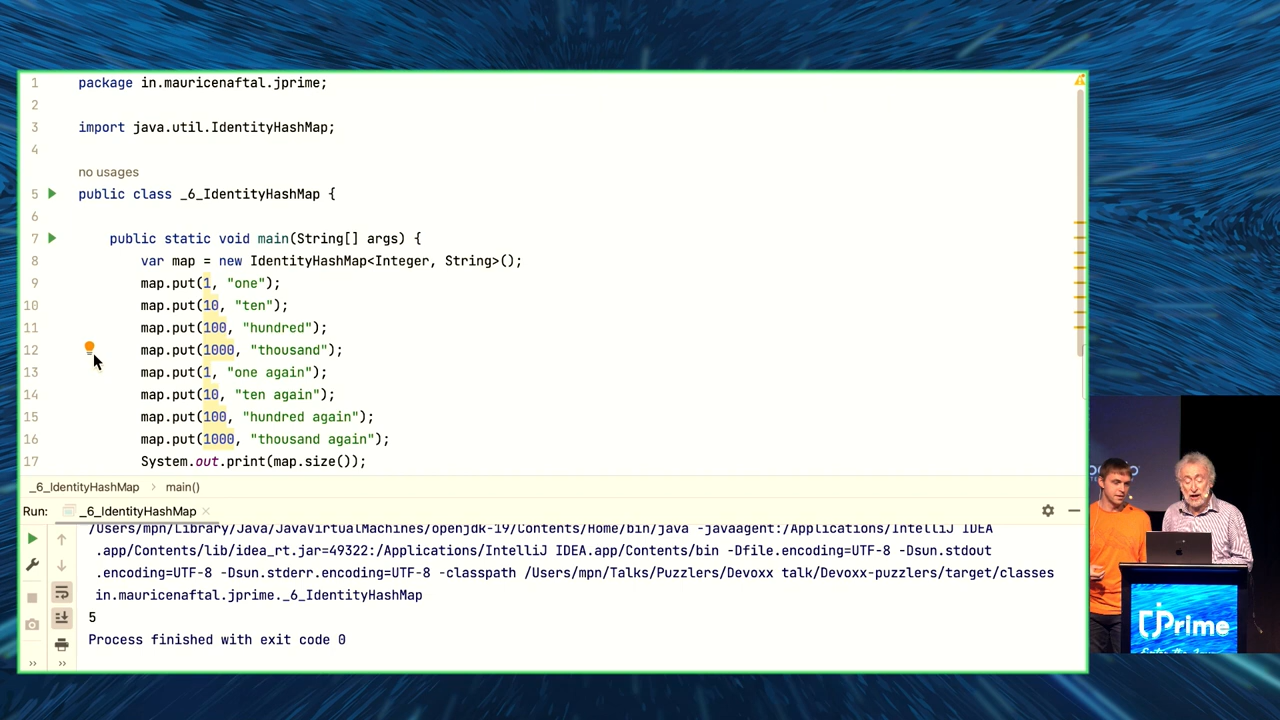 1 package in.mauricenaftal.jprime;
2
3 import java.util.IdentityHashMap;
4
no usages
5 public class _6_IdentityHashMap {
6
7 public static void main(String[] args) {
8 var map = new IdentityHashMap<Integer, String>();
9 map.put(1, "one");
10 map.put(10, "ten");
11 map.put(100, "hundred");
12 map.put(1000, "thousand");
13 map.put(1, "one again");
14 map.put(10, "ten again");
15 map.put(100, "hundred again");
16 map.put(1000, "thousand again");
17 System.out.print(map.size());
_6_IdentityHashMap > main()
Run: _6_IdentityHashMap ×
/Users/mpn/Library/Java/JavaVirtualMachines/openjdk-19/Contents/Home/bin/java -javaagent:/Applications/IntelliJ IDEA
.app/Contents/lib/idea_rt.jar=49322:/Applications/IntelliJ IDEA.app/Contents/bin -Dfile.encoding=UTF-8 -Dsun.stdout
.encoding=UTF-8 -Dsun.stderr.encoding=UTF-8 -classpath /Users/mpn/Talks/Puzzlers/Devoxx talk/Devoxx-puzzlers/target/classes
in.mauricenaftal.jprime._6_IdentityHashMap
5
Process finished with exit code 0
>> >>
jPrime